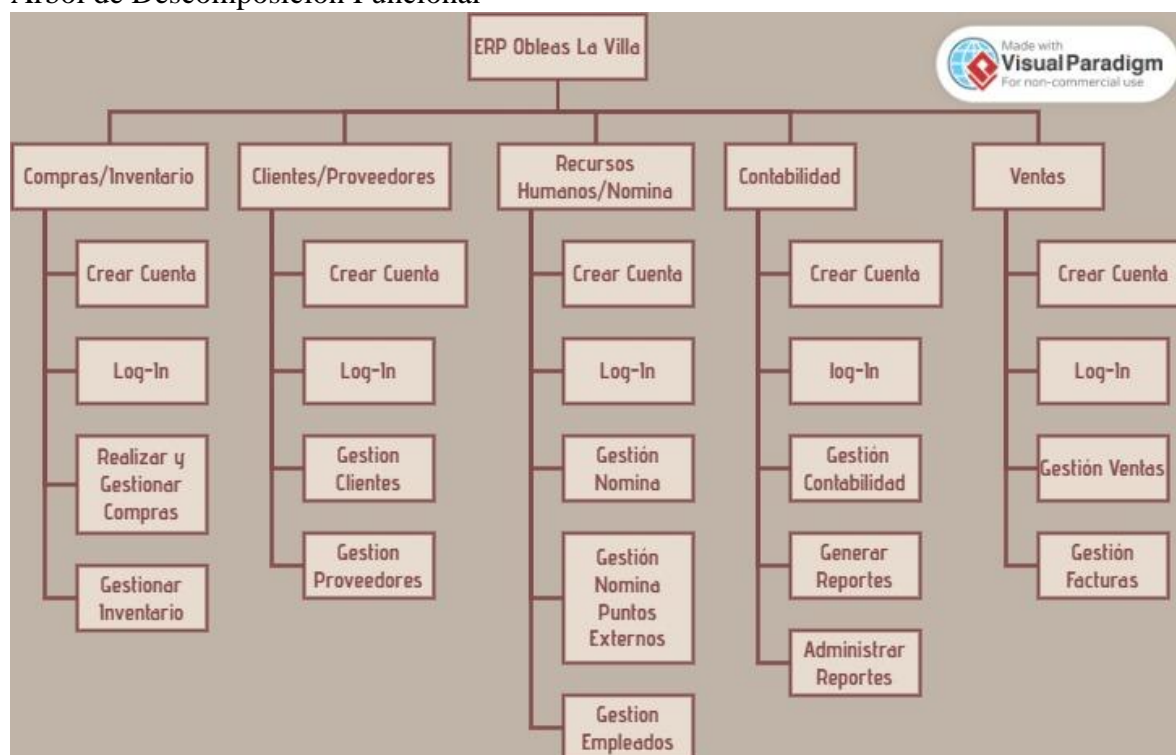 Árbol de Descomposición Funcional
ERP Obleas La Villa
Made with
Visual Paradigm
For non-commercial use
Compras/Inventario
Crear Cuenta
Log-In
Realizar y
Gestionar
Compras
Gestionar
Inventario
Clientes/Proveedores
Crear Cuenta
Log-In
Gestion
Clientes
Gestion
Proveedores
Recursos
Humanos/Nomina
Crear Cuenta
Log-In
Gestión
Nomina
Gestión
Nomina
Puntos
Externos
Gestion
Empleados
Contabilidad
Crear Cuenta
log-In
Gestión
Contabilidad
Generar
Reportes
Administrar
Reportes
Ventas
Crear Cuenta
Log-In
Gestión Ventas
Gestión
Facturas